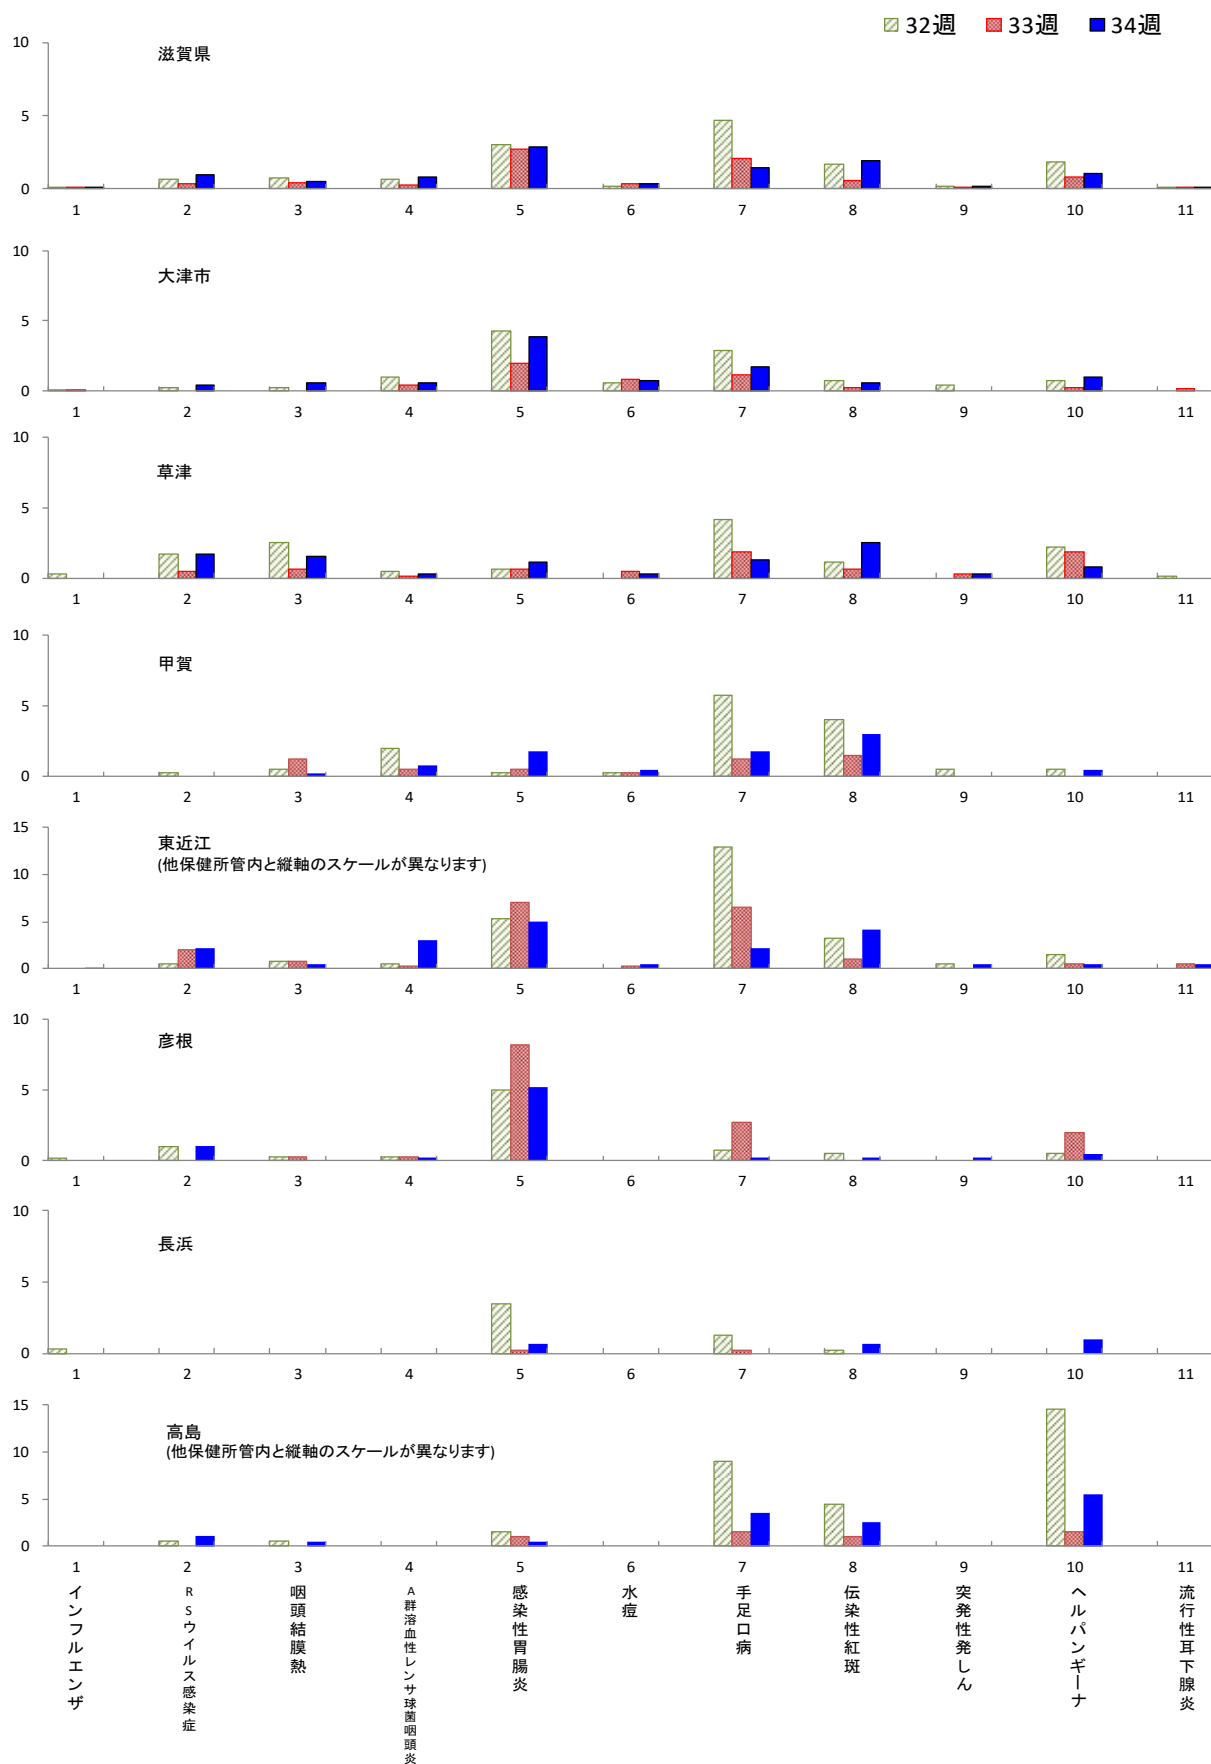 32週 33週 34週
滋賀県
10
5
0
1 2 3 4 5 6 7 8 9 10 11
大津市
10
5
0
1 2 3 4 5 6 7 8 9 10 11
草津
10
5
0
1 2 3 4 5 6 7 8 9 10 11
甲賀
10
5
0
1 2 3 4 5 6 7 8 9 10 11
東近江
(他保健所管内と縦軸のスケールが異なります)
15
10
5
0
1 2 3 4 5 6 7 8 9 10 11
彦根
10
5
0
1 2 3 4 5 6 7 8 9 10 11
長浜
10
5
0
1 2 3 4 5 6 7 8 9 10 11
高島
(他保健所管内と縦軸のスケールが異なります)
15
10
5
0
1 2 3 4 5 6 7 8 9 10 11
インフルエンザ
RSウイルス感染症
咽頭結膜熱
A群溶血性レンサ球菌咽頭炎
感染性胃腸炎
水痘
手足口病
伝染性紅斑
突発性発しん
ヘルパンギーナ
流行性耳下腺炎